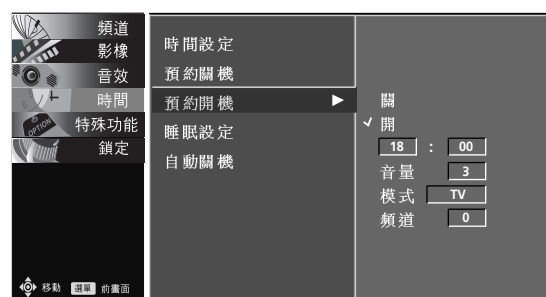 頻道
影像
音效
時間
OPTION 特殊功能
鎖定
移動 選單 前畫面
時間設定
預約關機
預約開機 ▶
睡眠設定
自動關機
關
✓ 開
18 : 00
音量 3
模式 TV
頻道 0